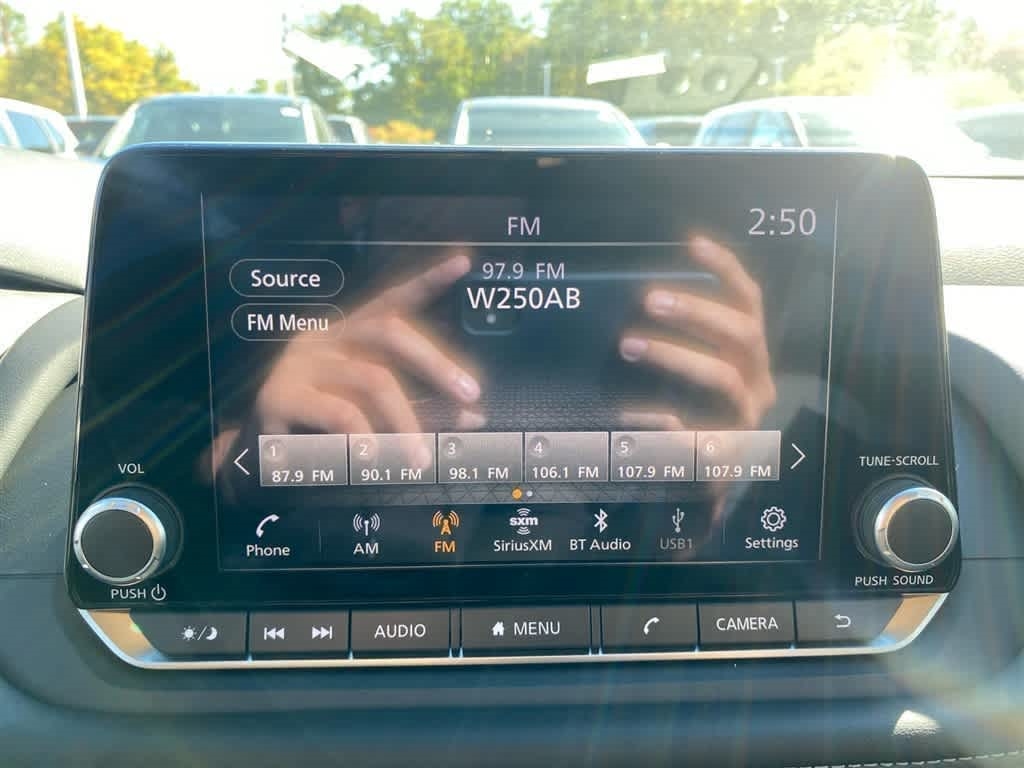 FM 2:50
Source
97.9 FM
W250AB
FM Menu
1 2 3 4 5 6
87.9 FM 90.1 FM 98.1 FM 106.1 FM 107.9 FM 107.9 FM
VOL
TUNE-SCROLL
sxm
Phone AM FM SiriusXM BT Audio USB1 Settings
PUSH
PUSH SOUND
AUDIO MENU CAMERA